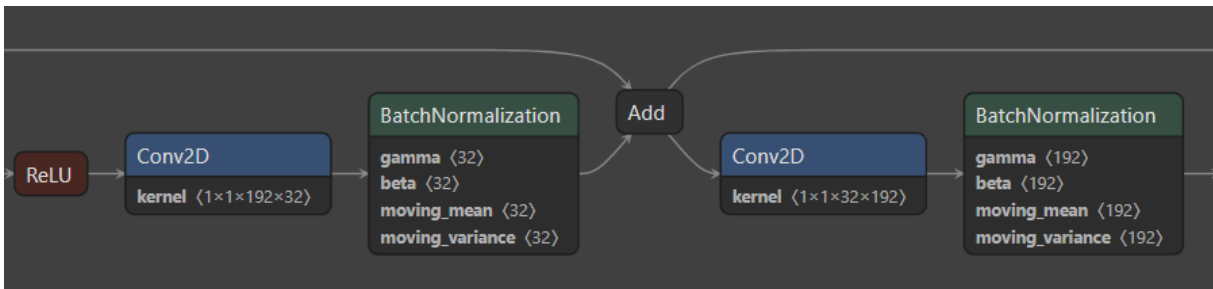 ReLU
Conv2D
kernel ⟨1×1×192×32⟩
BatchNormalization
gamma ⟨32⟩
beta ⟨32⟩
moving_mean ⟨32⟩
moving_variance ⟨32⟩
Add
Conv2D
kernel ⟨1×1×32×192⟩
BatchNormalization
gamma ⟨192⟩
beta ⟨192⟩
moving_mean ⟨192⟩
moving_variance ⟨192⟩